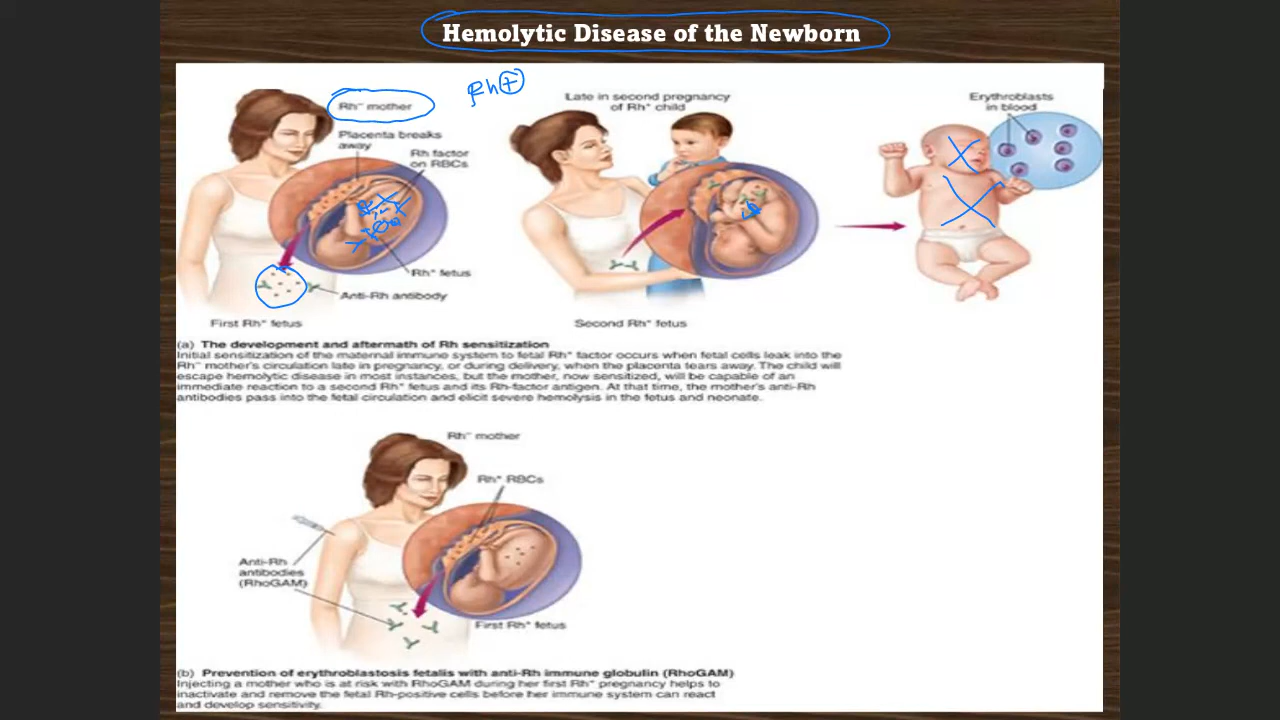 Hemolytic Disease of the Newborn
Rh⁻ mother
Rh+
Placenta breaks
away
Rh factor
on RBCs
Rh⁺ fetus
Anti-Rh antibody
First Rh⁺ fetus
Late in second pregnancy
of Rh⁺ child
Second Rh⁺ fetus
Erythroblasts
in blood
(a) The development and aftermath of Rh sensitization
Initial sensitization of the maternal immune system to fetal Rh⁺ factor occurs when fetal cells leak into the
Rh⁻ mother's circulation late in pregnancy, or during delivery, when the placenta tears away. The child will
escape hemolytic disease in most instances, but the mother, now sensitized, will be capable of an
immediate reaction to a second Rh⁺ fetus and its Rh-factor antigen. At that time, the mother's anti-Rh
antibodies pass into the fetal circulation and elicit severe hemolysis in the fetus and neonate.
Rh⁻ mother
Rh⁺ RBCs
Anti-Rh
antibodies
(RhoGAM)
First Rh⁺ fetus
(b) Prevention of erythroblastosis fetalis with anti-Rh immune globulin (RhoGAM)
Injecting a mother who is at risk with RhoGAM during her first Rh⁺ pregnancy helps to
inactivate and remove the fetal Rh-positive cells before her immune system can react
and develop sensitivity.